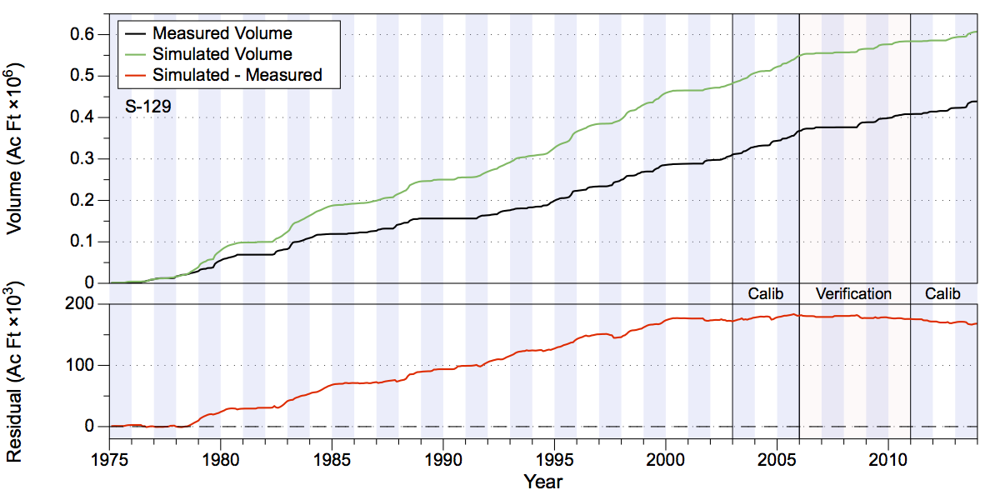 Measured Volume
Simulated Volume
Simulated - Measured
S-129
Volume (Ac Ft ×10⁶)
0.6
0.5
0.4
0.3
0.2
0.1
0
Calib
Verification
Calib
Residual (Ac Ft ×10³)
200
100
0
1975
1980
1985
1990
1995
2000
2005
2010
Year